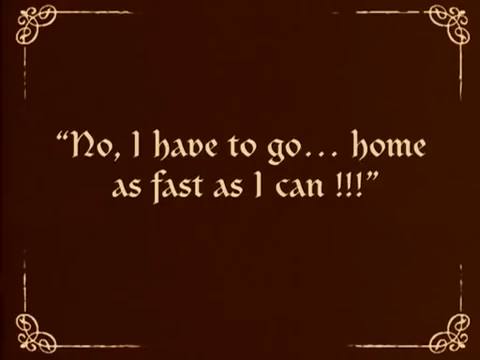 “No, I have to go... home
as fast as I can !!!”